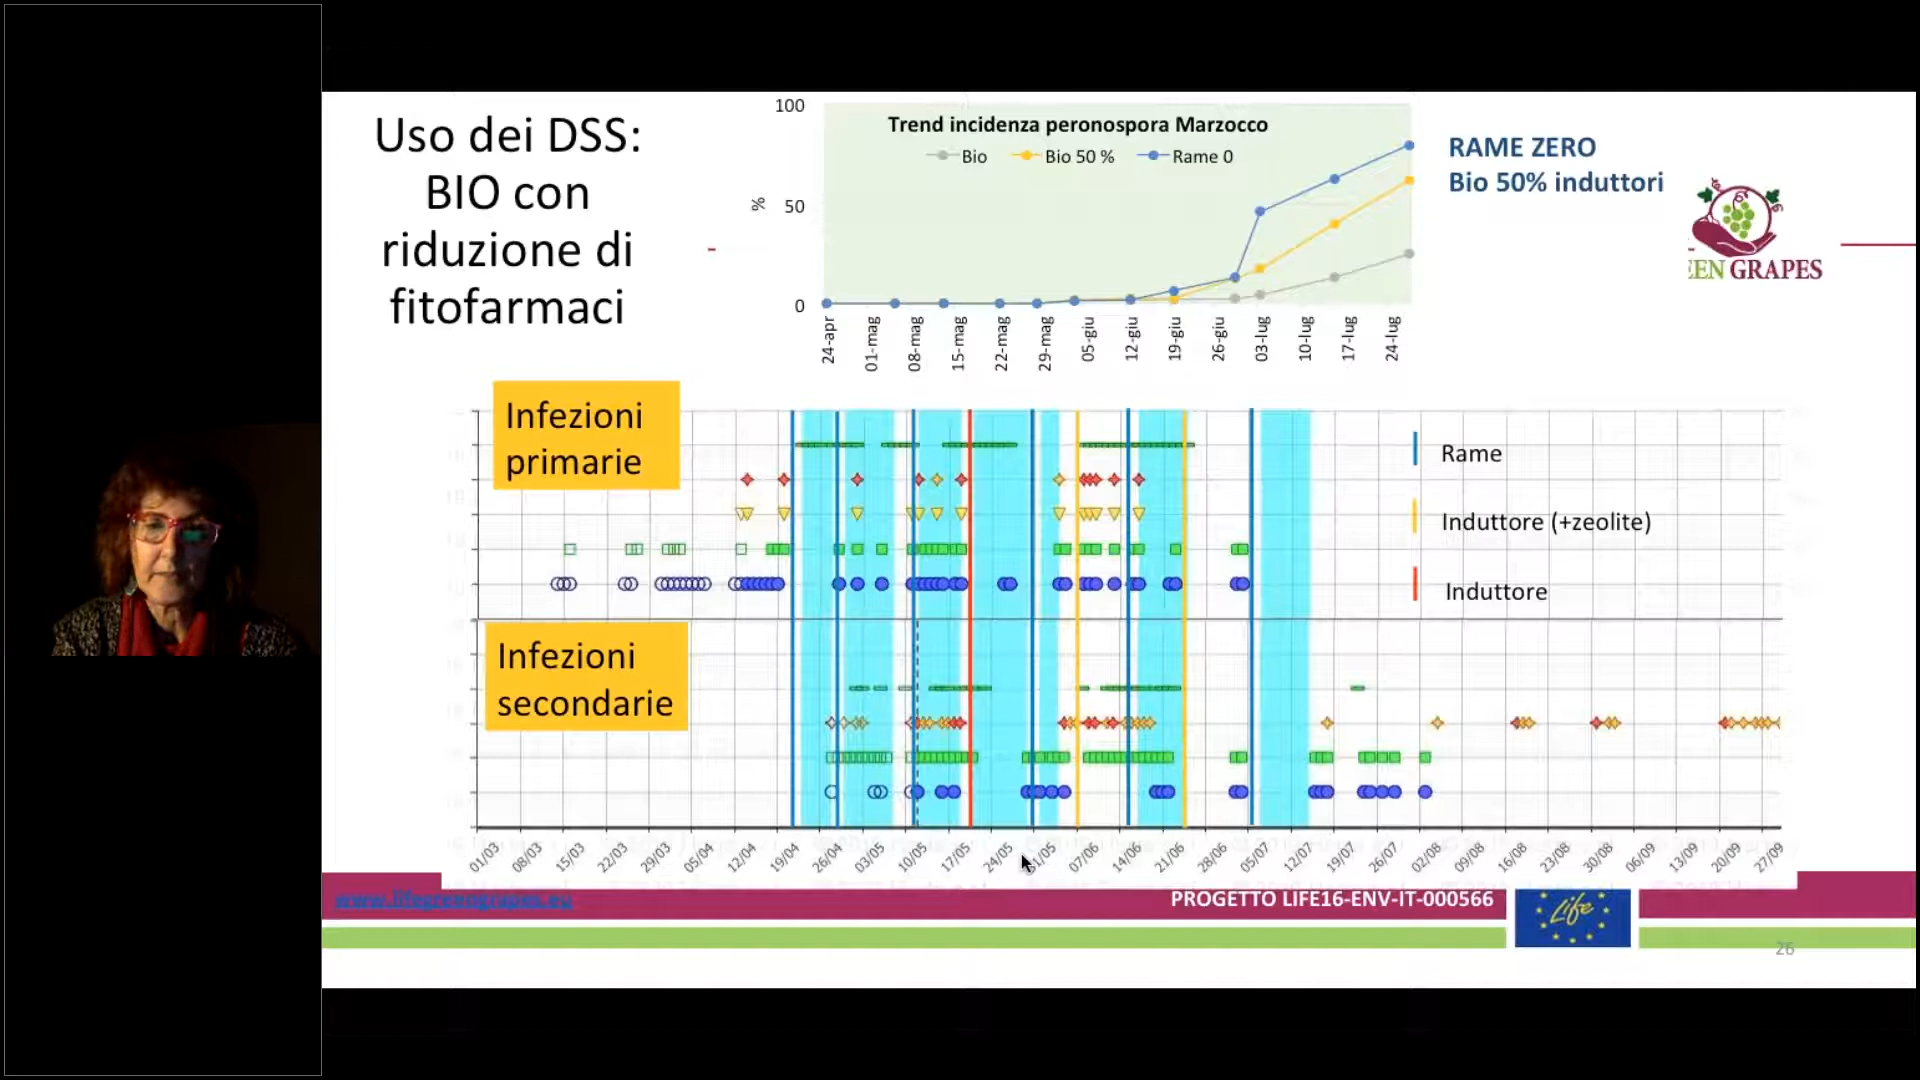 Uso dei DSS:
BIO con
riduzione di
fitofarmaci
100
50
0
%
Trend incidenza peronospora Marzocco
Bio
Bio 50 %
Rame 0
24-apr
01-mag
08-mag
15-mag
22-mag
29-mag
05-giu
12-giu
19-giu
26-giu
03-lug
10-lug
17-lug
24-lug
RAME ZERO
Bio 50% induttori
EEN GRAPES
Infezioni
primarie
Infezioni
secondarie
Rame
Induttore (+zeolite)
Induttore
01/03
08/03
15/03
22/03
29/03
05/04
12/04
19/04
26/04
03/05
10/05
17/05
24/05
31/05
07/06
14/06
21/06
28/06
05/07
12/07
19/07
26/07
02/08
09/08
16/08
23/08
30/08
06/09
13/09
20/09
27/09
www.lifegreengrapes.eu
PROGETTO LIFE16-ENV-IT-000566
Life
26